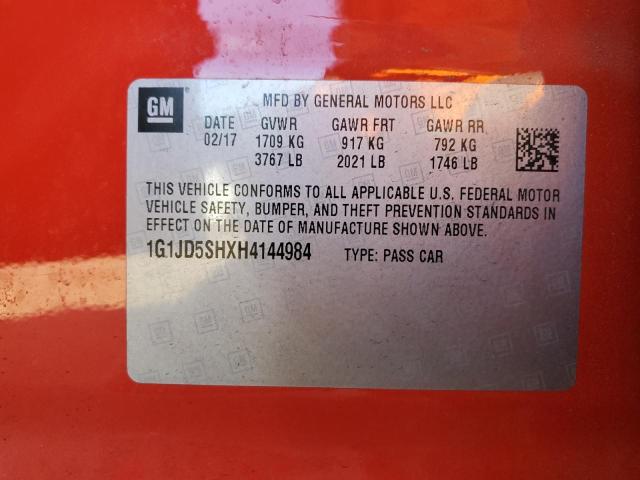 GM MFD BY GENERAL MOTORS LLC
DATE GVWR GAWR FRT GAWR RR
02/17 1709 KG 917 KG 792 KG
3767 LB 2021 LB 1746 LB
THIS VEHICLE CONFORMS TO ALL APPLICABLE U.S. FEDERAL MOTOR
VEHICLE SAFETY, BUMPER, AND THEFT PREVENTION STANDARDS IN
EFFECT ON THE DATE OF MANUFACTURE SHOWN ABOVE.
1G1JD5SHXH4144984 TYPE: PASS CAR